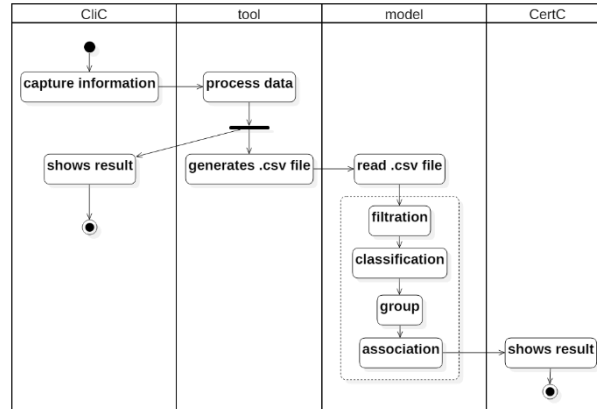 CliC
tool
model
CertC
capture information
process data
shows result
generates .csv file
read .csv file
filtration
classification
group
association
shows result